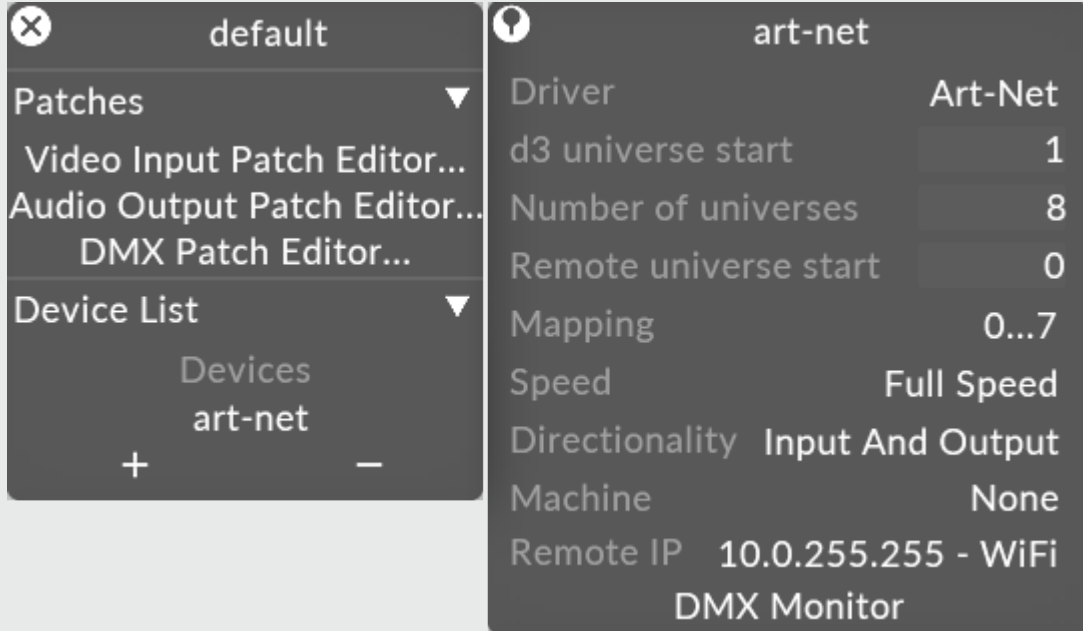 default
Patches
Video Input Patch Editor...
Audio Output Patch Editor...
DMX Patch Editor...
Device List
Devices
art-net
+ −
art-net
Driver Art-Net
d3 universe start 1
Number of universes 8
Remote universe start 0
Mapping 0...7
Speed Full Speed
Directionality Input And Output
Machine None
Remote IP 10.0.255.255 - WiFi
DMX Monitor